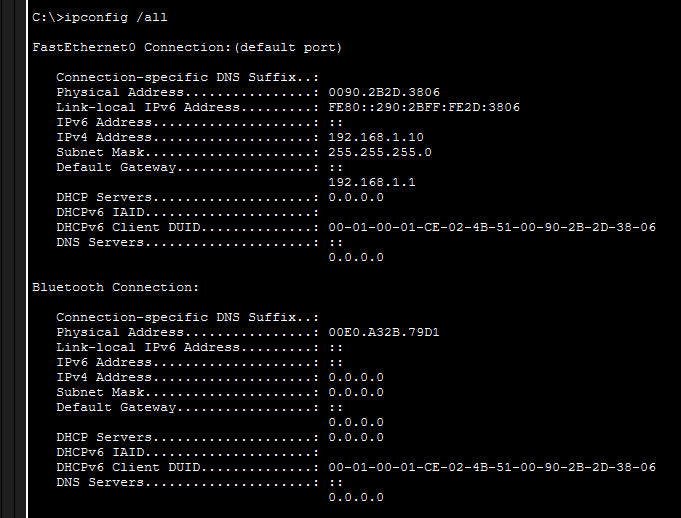 C:\>ipconfig /all
FastEthernet0 Connection:(default port)
Connection-specific DNS Suffix..:
Physical Address................: 0090.2B2D.3806
Link-local IPv6 Address.........: FE80::290:2BFF:FE2D:3806
IPv6 Address....................: ::
IPv4 Address....................: 192.168.1.10
Subnet Mask.....................: 255.255.255.0
Default Gateway.................: ::
192.168.1.1
DHCP Servers....................: 0.0.0.0
DHCPv6 IAID.....................:
DHCPv6 Client DUID..............: 00-01-00-01-CE-02-4B-51-00-90-2B-2D-38-06
DNS Servers.....................: ::
0.0.0.0
Bluetooth Connection:
Connection-specific DNS Suffix..:
Physical Address................: 00E0.A32B.79D1
Link-local IPv6 Address.........: ::
IPv6 Address....................: ::
IPv4 Address....................: 0.0.0.0
Subnet Mask.....................: 0.0.0.0
Default Gateway.................: ::
0.0.0.0
DHCP Servers....................: 0.0.0.0
DHCPv6 IAID.....................:
DHCPv6 Client DUID..............: 00-01-00-01-CE-02-4B-51-00-90-2B-2D-38-06
DNS Servers.....................: ::
0.0.0.0